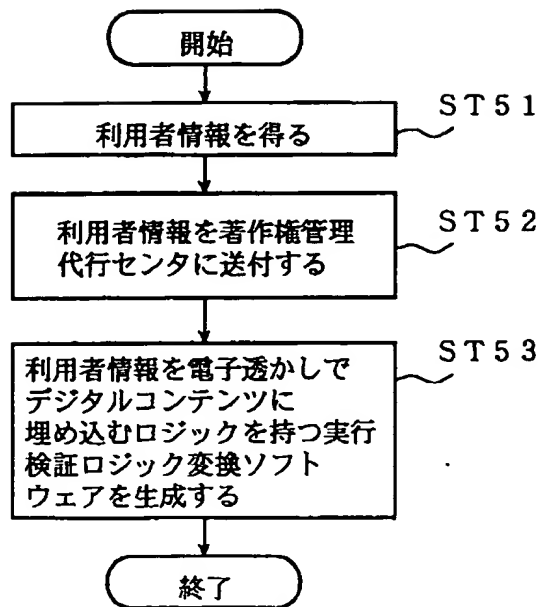 開始
利用者情報を得る
ST51
利用者情報を著作権管理
代行センタに送付する
ST52
利用者情報を電子透かしで
デジタルコンテンツに
埋め込むロジックを持つ実行
検証ロジック変換ソフト
ウェアを生成する
ST53
終了